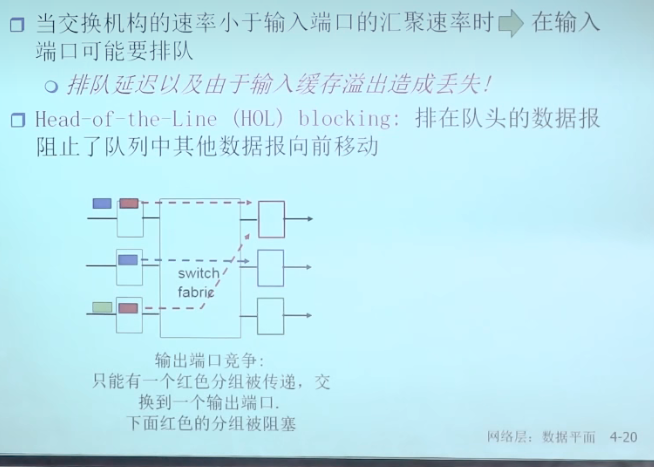 当交换机构的速率小于输入端口的汇聚速率时 在输入
端口可能要排队
排队延迟以及由于输入缓存溢出造成丢失!
Head-of-the-Line (HOL) blocking: 排在队头的数据报
阻止了队列中其他数据报向前移动
switch
fabric
输出端口竞争:
只能有一个红色分组被传递，交
换到一个输出端口.
下面红色的分组被阻塞
网络层：数据平面 4-20